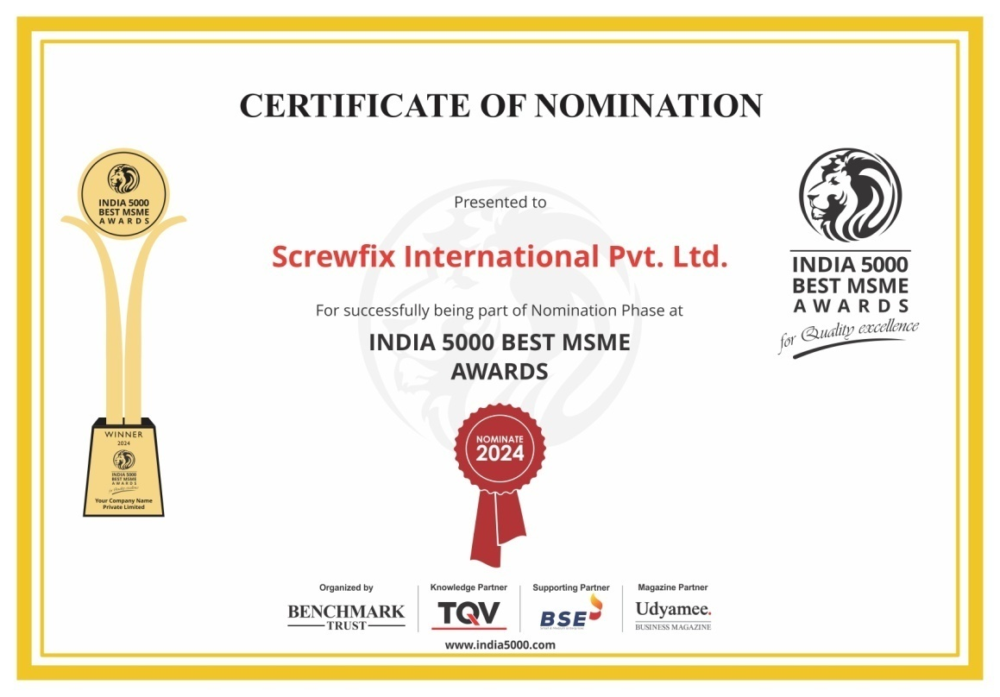 CERTIFICATE OF NOMINATION
INDIA 5000
BEST MSME
AWARDS
Presented to
Screwfix International Pvt. Ltd.
For successfully being part of Nomination Phase at
INDIA 5000 BEST MSME
AWARDS
INDIA 5000
BEST MSME
AWARDS
for Quality excellence
NOMINATE
2024
WINNER
2024
INDIA 5000
BEST MSME
AWARDS
for Quality excellence
Your Company Name
Private Limited
Organized by
BENCHMARK
TRUST
Knowledge Partner
TQV
Supporting Partner
BSE
Magazine Partner
Udyamee.
BUSINESS MAGAZINE
www.india5000.com